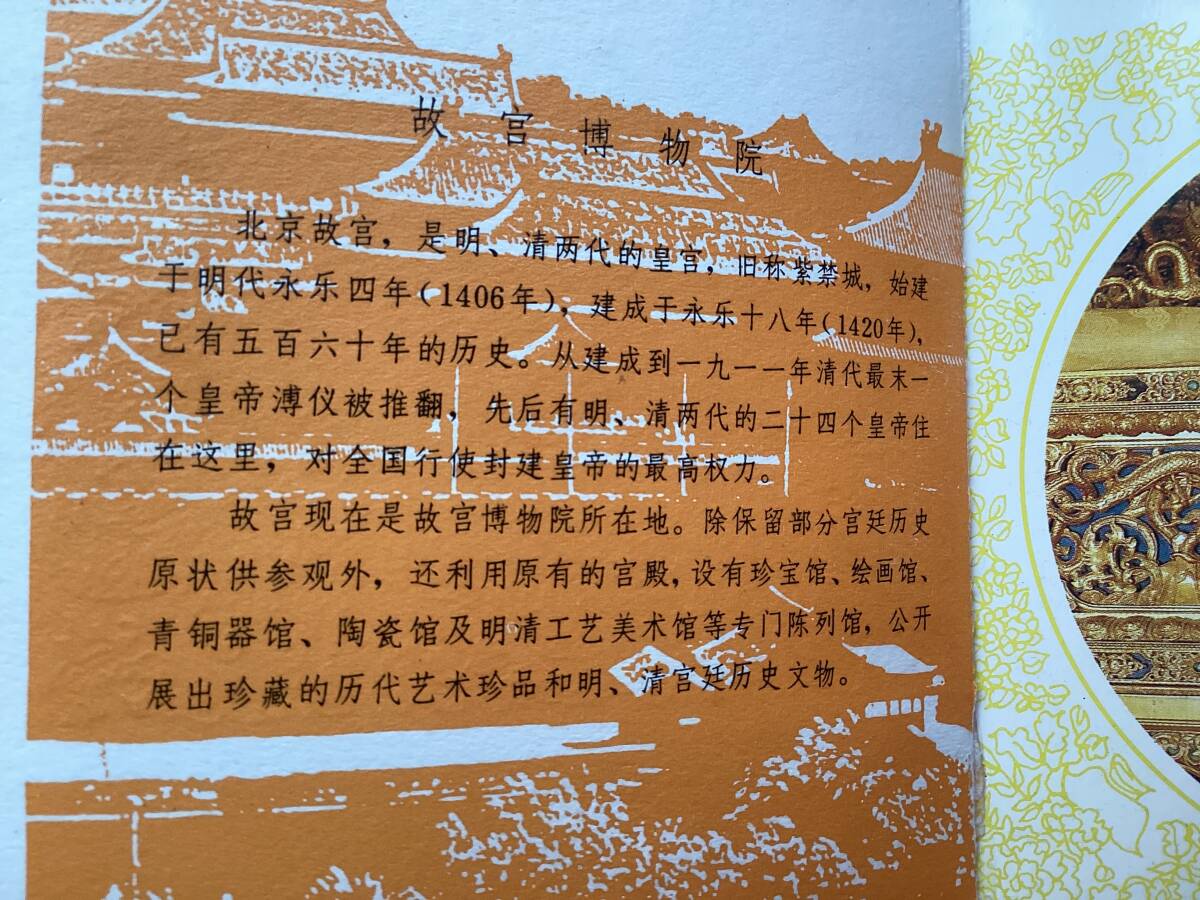 故宫博物院
北京故宫，是明、清两代的皇宫，旧称紫禁城，始建
于明代永乐四年(1406年)，建成于永乐十八年(1420年)，
已有五百六十年的历史。从建成到一九一一年清代最末一
个皇帝溥仪被推翻，先后有明、清两代的二十四个皇帝住
在这里，对全国行使封建皇帝的最高权力。
故宫现在是故宫博物院所在地。除保留部分宫廷历史
原状供参观外，还利用原有的宫殿，设有珍宝馆、绘画馆、
青铜器馆、陶瓷馆及明清工艺美术馆等专门陈列馆，公开
展出珍藏的历代艺术珍品和明、清宫廷历史文物。